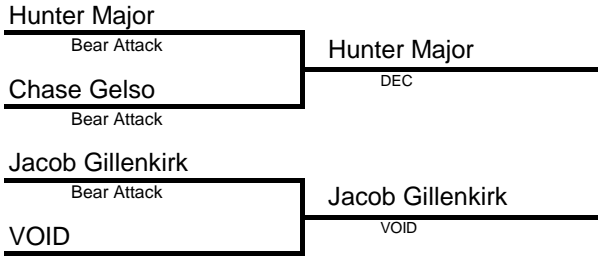 Hunter Major
Bear Attack
Hunter Major
DEC
Chase Gelso
Bear Attack
Jacob Gillenkirk
Bear Attack
Jacob Gillenkirk
VOID
VOID